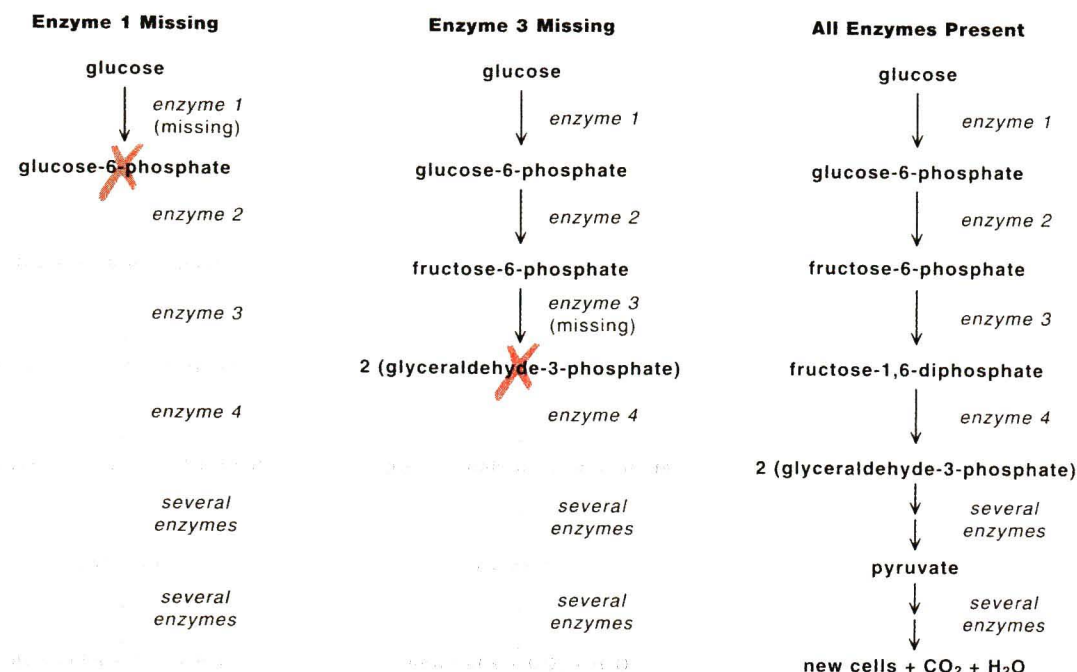 Enzyme 1 Missing
glucose
enzyme 1
(missing)
glucose-6-phosphate
enzyme 2
enzyme 3
enzyme 4
several
enzymes
several
enzymes
Enzyme 3 Missing
glucose
enzyme 1
glucose-6-phosphate
enzyme 2
fructose-6-phosphate
enzyme 3
(missing)
2 (glyceraldehyde-3-phosphate)
enzyme 4
several
enzymes
several
enzymes
All Enzymes Present
glucose
enzyme 1
glucose-6-phosphate
enzyme 2
fructose-6-phosphate
enzyme 3
fructose-1,6-diphosphate
enzyme 4
2 (glyceraldehyde-3-phosphate)
several
enzymes
pyruvate
several
enzymes
new cells + CO₂ + H₂O